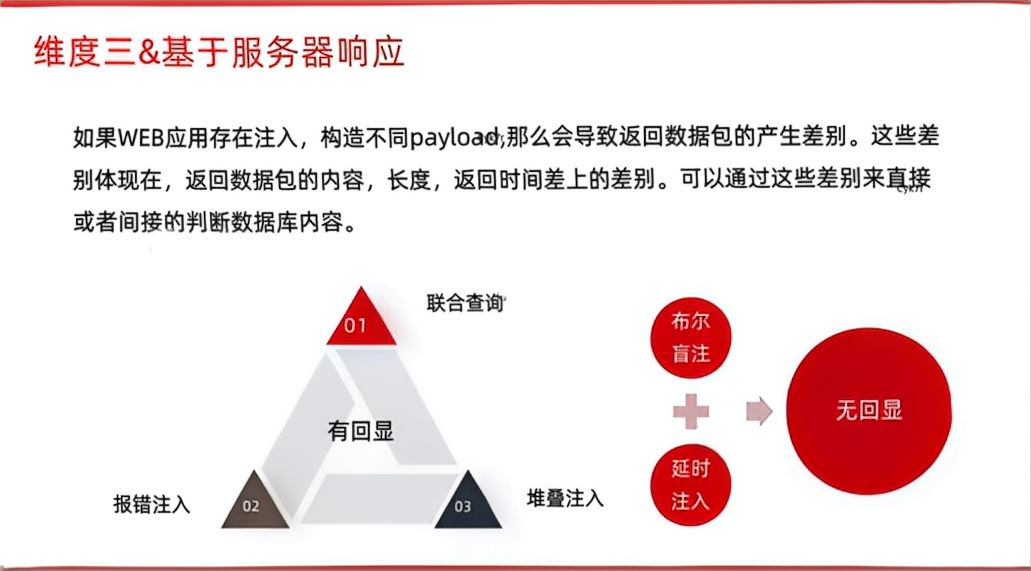 维度三&基于服务器响应
如果WEB应用存在注入，构造不同payload,那么会导致返回数据包的产生差别。这些差
别体现在，返回数据包的内容，长度，返回时间差上的差别。可以通过这些差别来直接
或者间接的判断数据库内容。
01
联合查询
有回显
报错注入
02
03
堆叠注入
布尔
盲注
延时
注入
无回显